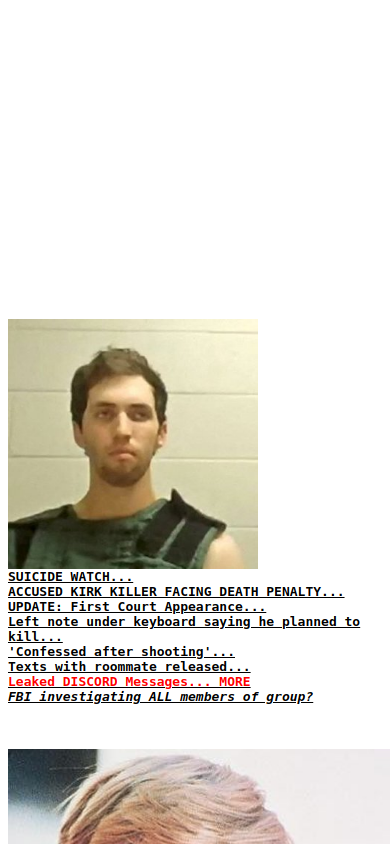 SUICIDE WATCH...
ACCUSED KIRK KILLER FACING DEATH PENALTY...
UPDATE: First Court Appearance...
Left note under keyboard saying he planned to
kill...
'Confessed after shooting'...
Texts with roommate released...
Leaked DISCORD Messages... MORE
FBI investigating ALL members of group?